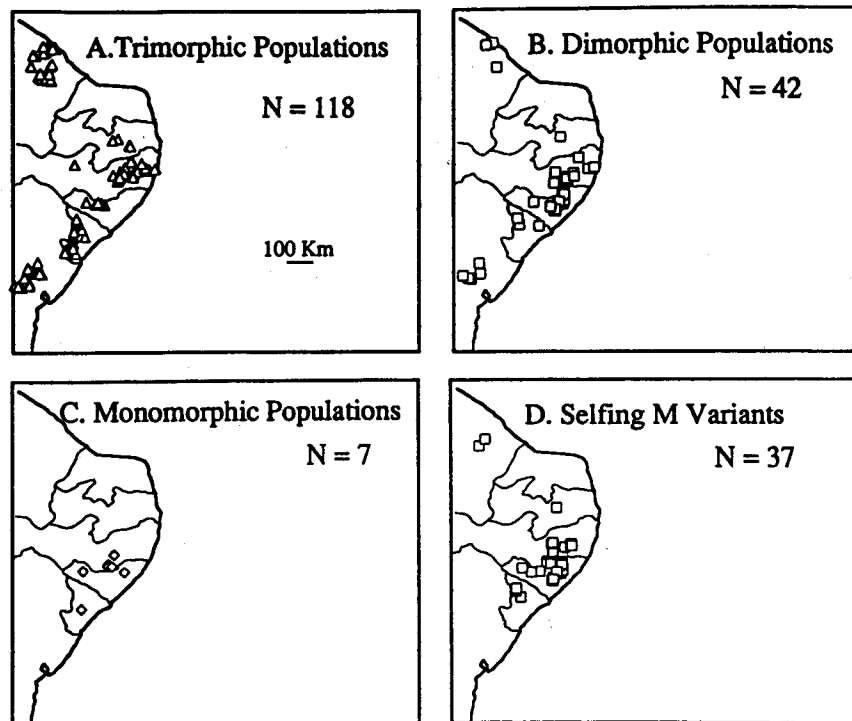 A.Trimorphic Populations
N = 118
100 Km
B. Dimorphic Populations
N = 42
C. Monomorphic Populations
N = 7
D. Selfing M Variants
N = 37